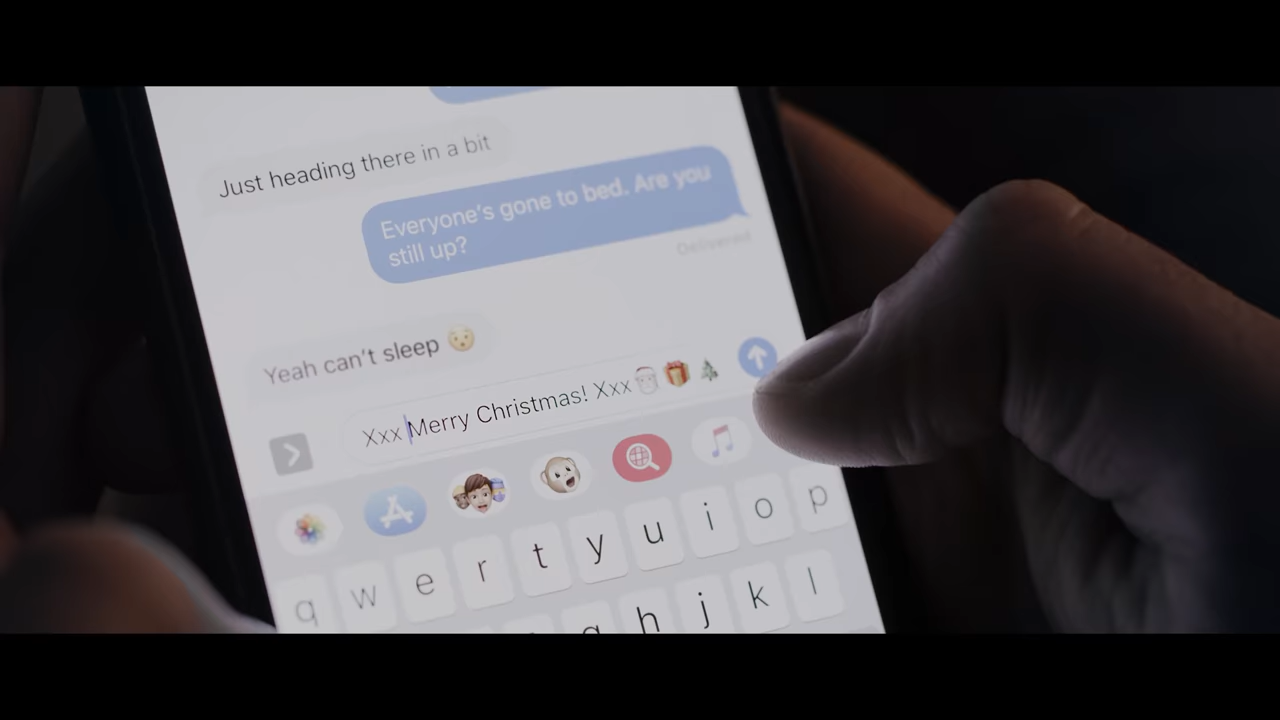 Just heading there in a bit
Everyone's gone to bed. Are you
still up?
Delivered
Yeah can't sleep 😯
Xxx Merry Christmas! Xxx🎅🎁🎄
q w e r t y u i o p
g h j k l